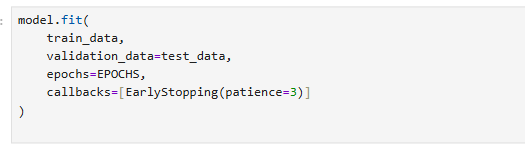 model.fit(
    train_data,
    validation_data=test_data,
    epochs=EPOCHS,
    callbacks=[EarlyStopping(patience=3)]
)